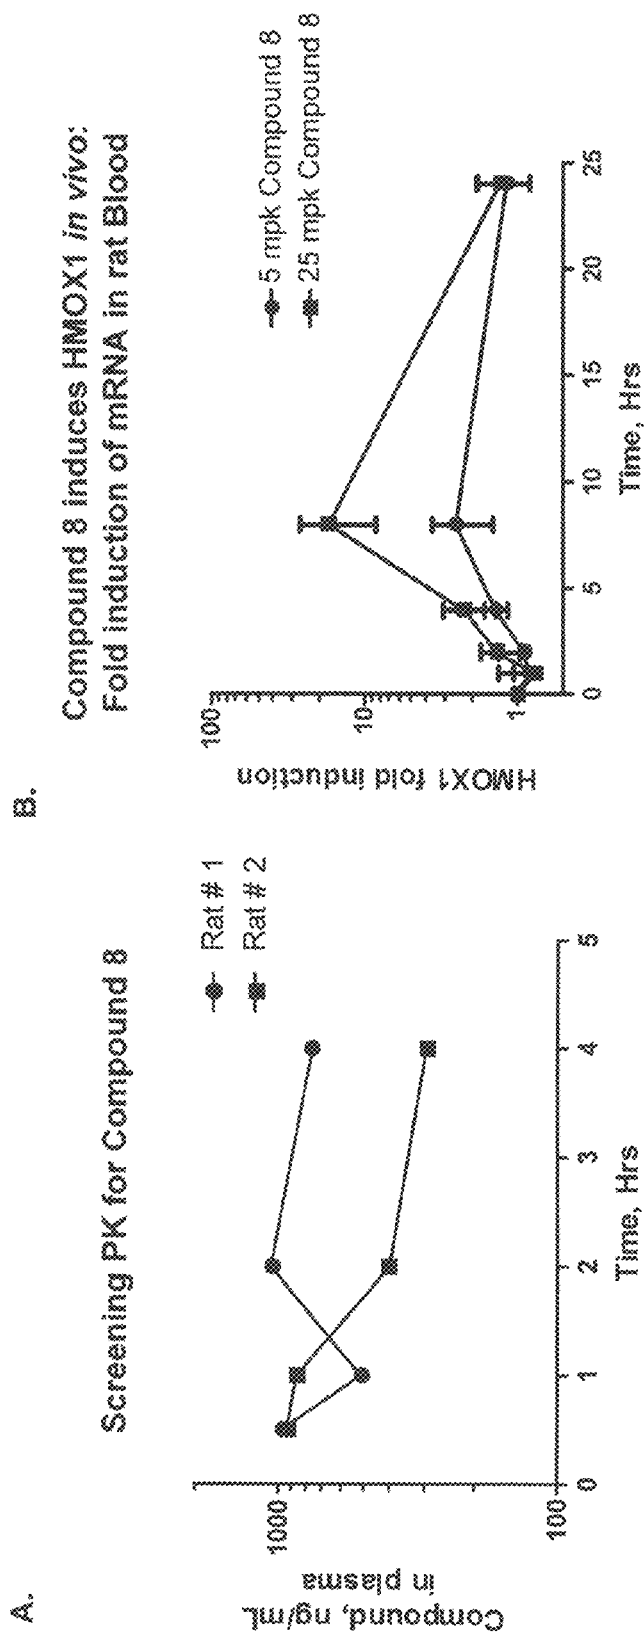 A.
Screening PK for Compound 8
Rat # 1
Rat # 2
Compound, ng/mL
in plasma
1000
100
0 1 2 3 4 5
Time, Hrs
B.
Compound 8 induces HMOX1 in vivo:
Fold induction of mRNA in rat Blood
5 mpk Compound 8
25 mpk Compound 8
HMOX1 fold induction
100
10
1
0 5 10 15 20 25
Time, Hrs